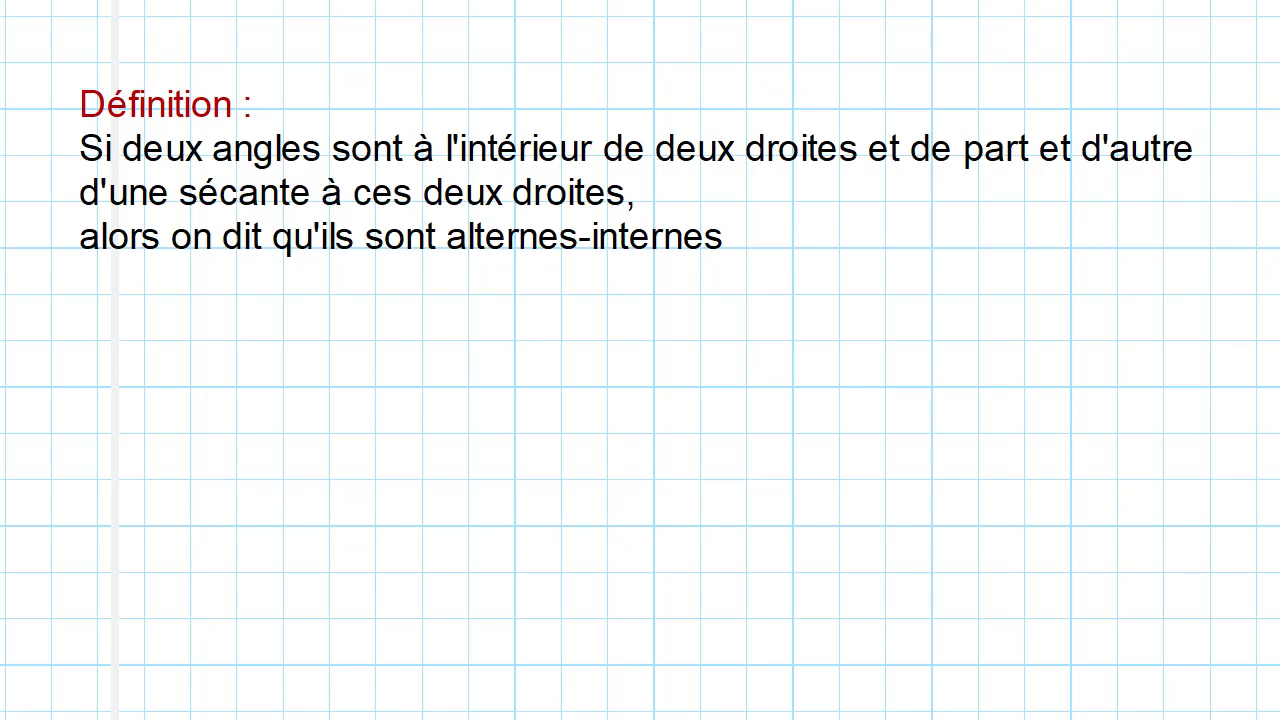 Définition :
Si deux angles sont à l'intérieur de deux droites et de part et d'autre
d'une sécante à ces deux droites,
alors on dit qu'ils sont alternes-internes